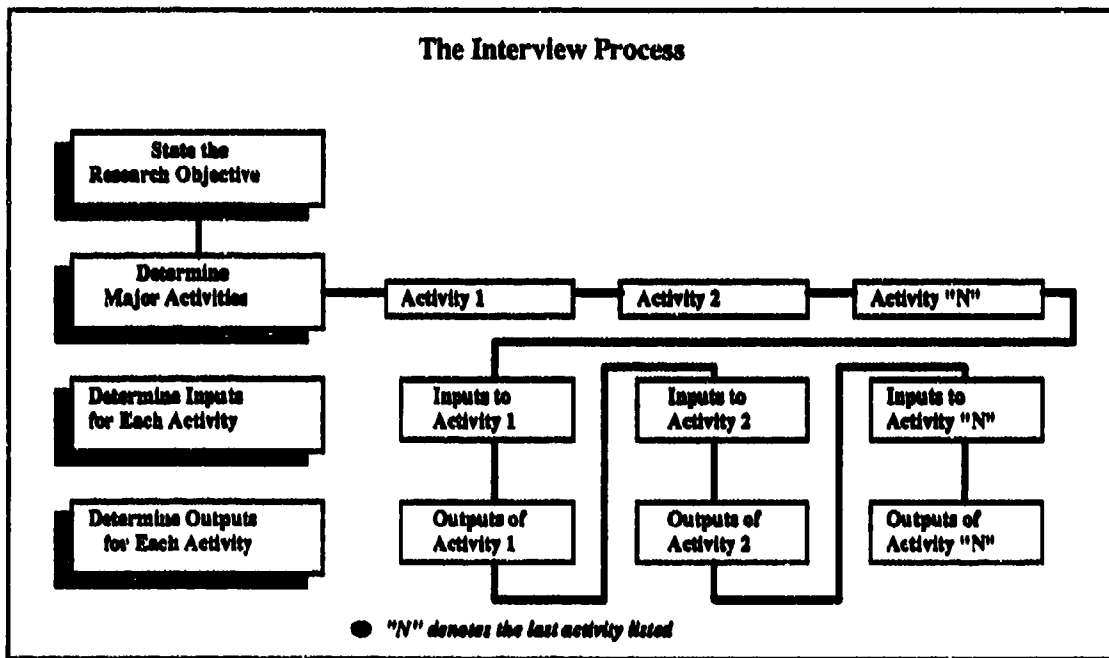 The Interview Process
State the
Research Objective
Determine
Major Activities
Activity 1
Activity 2
Activity "N"
Determine Inputs
for Each Activity
Inputs to
Activity 1
Inputs to
Activity 2
Inputs to
Activity "N"
Determine Outputs
for Each Activity
Outputs of
Activity 1
Outputs of
Activity 2
Outputs of
Activity "N"
"N" denotes the last activity listed